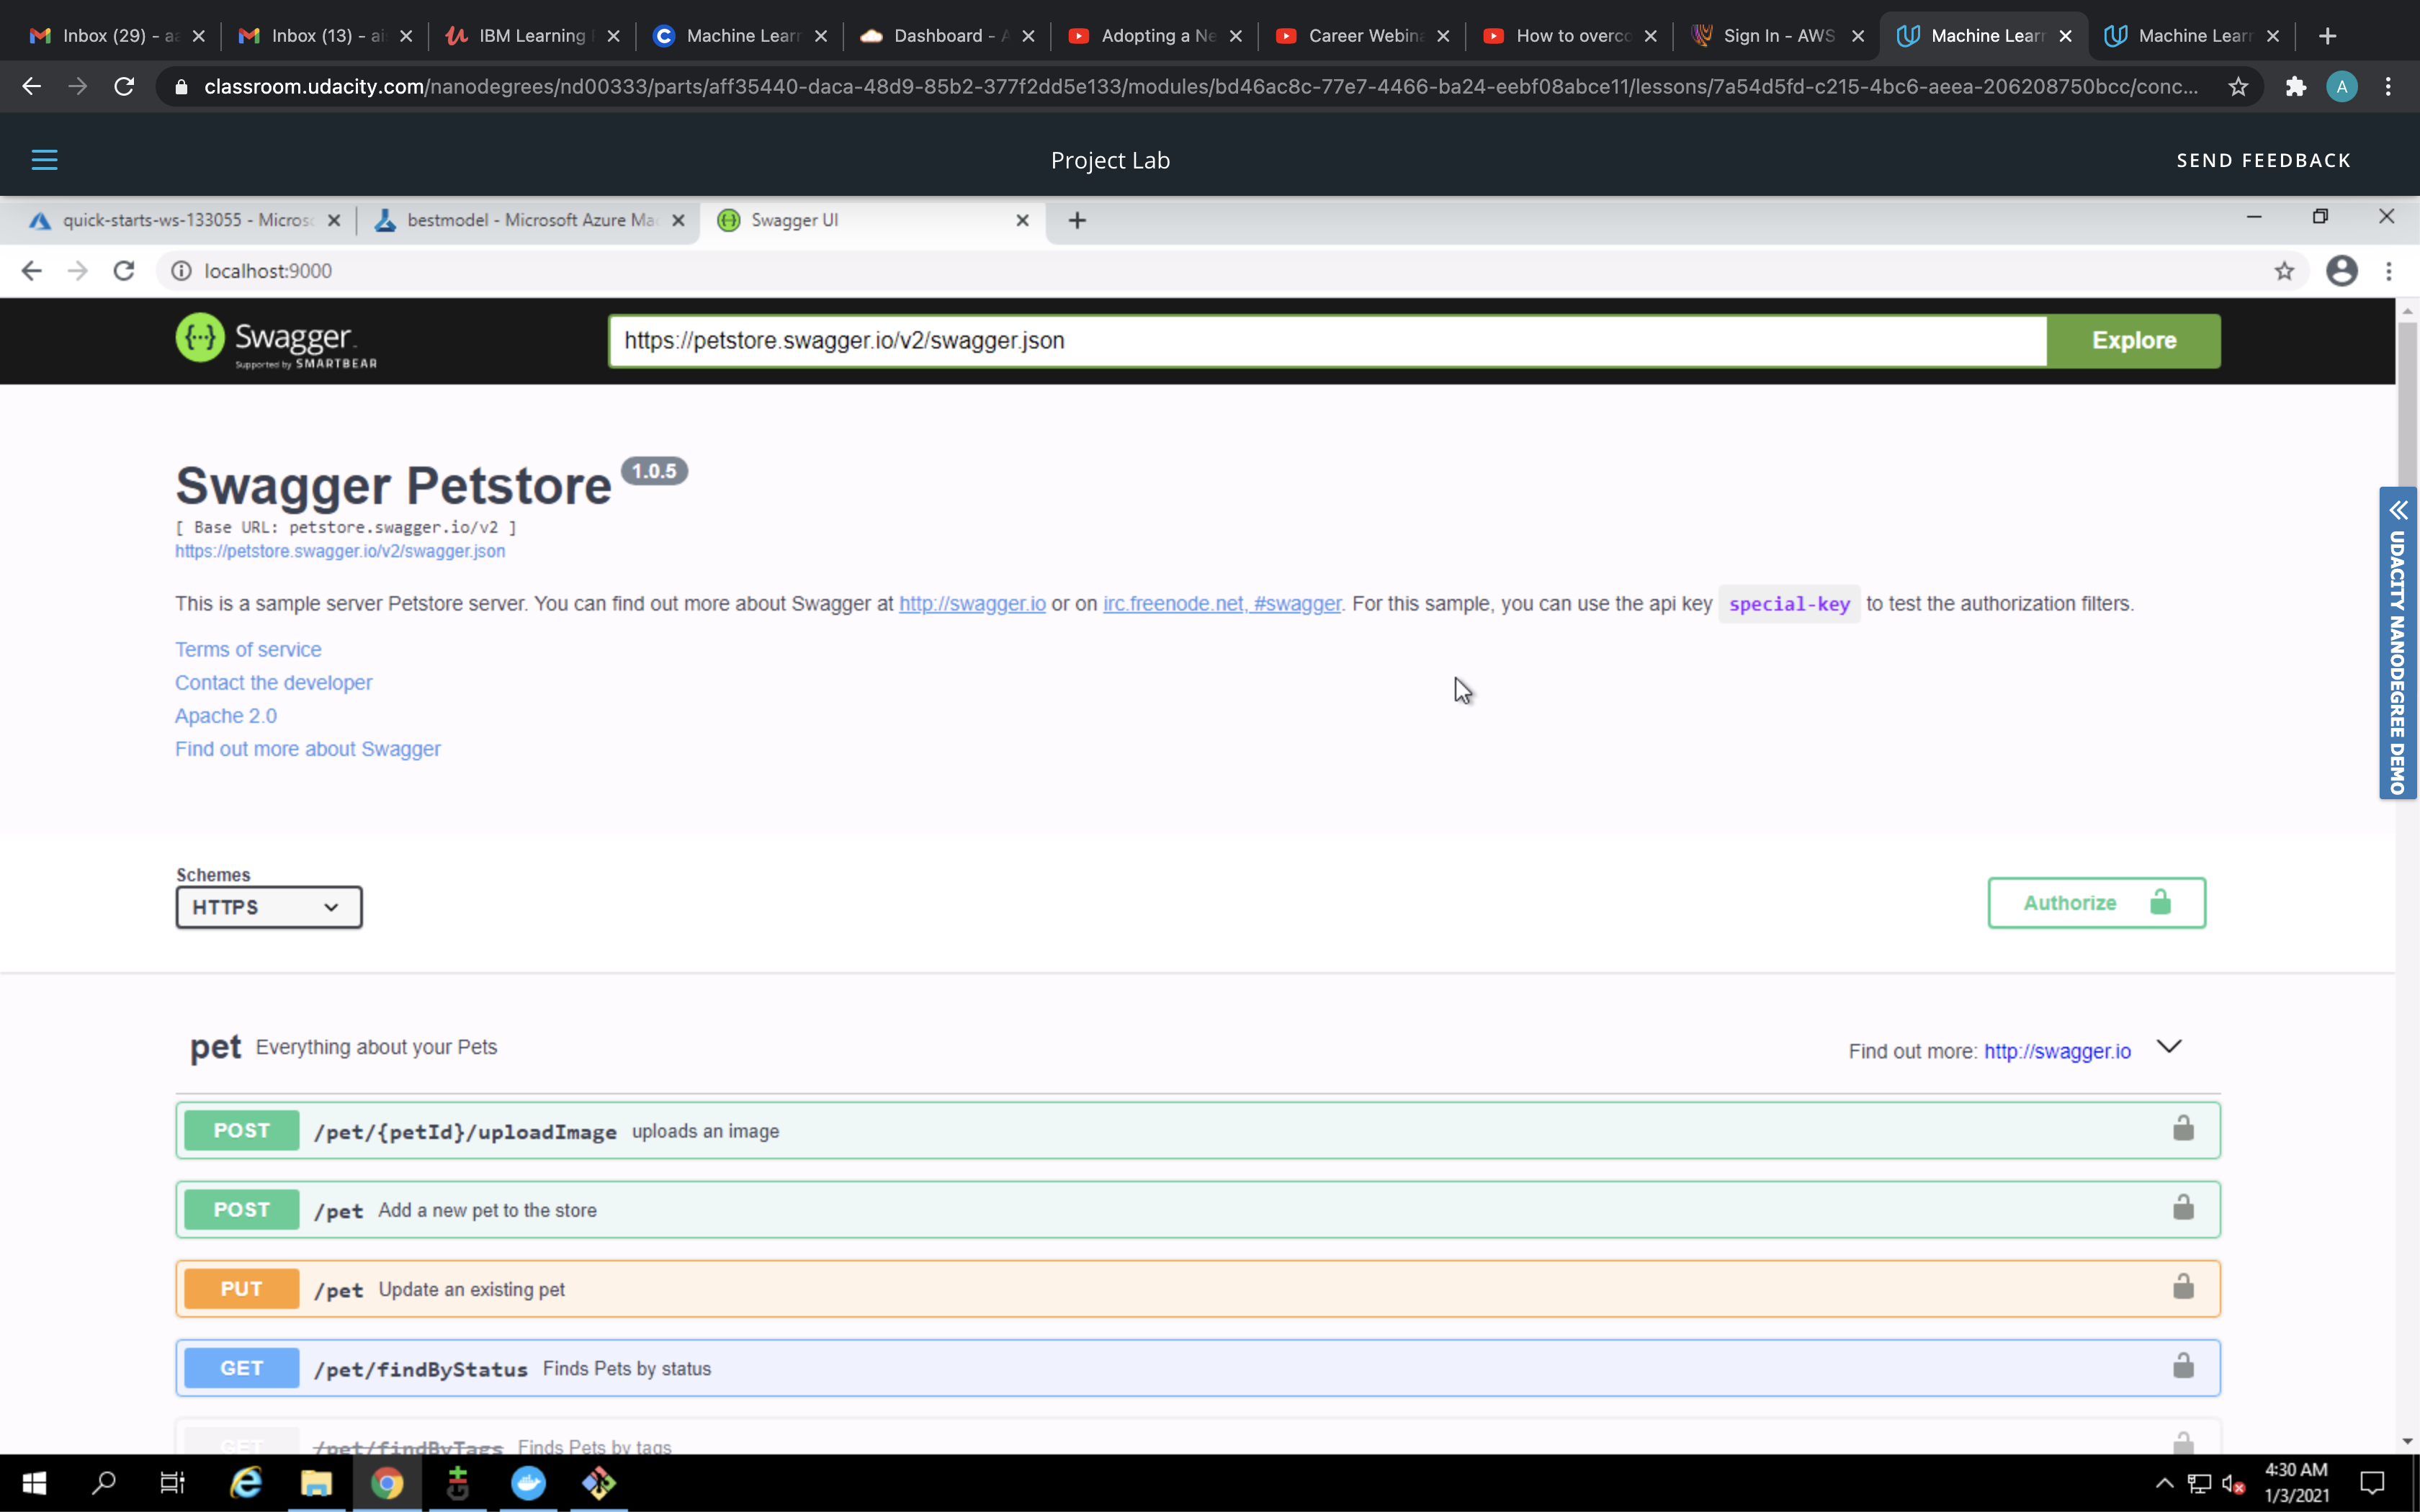 Inbox (29) - aa
Inbox (13) - ai
IBM Learning
Machine Lear
Dashboard - A
Adopting a Ne
Career Webina
How to overco
Sign In - AWS
Machine Lear
Machine Lear
classroom.udacity.com/nanodegrees/nd00333/parts/aff35440-daca-48d9-85b2-377f2dd5e133/modules/bd46ac8c-77e7-4466-ba24-eebf08abce11/lessons/7a54d5fd-c215-4bc6-aeea-206208750bcc/conc...
A
Project Lab
SEND FEEDBACK
quick-starts-ws-133055 - Micros
bestmodel - Microsoft Azure Ma
Swagger UI
localhost:9000
Swagger
Supported by SMARTBEAR
https://petstore.swagger.io/v2/swagger.json
Explore
Swagger Petstore 1.0.5
[ Base URL: petstore.swagger.io/v2 ]
https://petstore.swagger.io/v2/swagger.json
This is a sample server Petstore server. You can find out more about Swagger at http://swagger.io or on irc.freenode.net, #swagger. For this sample, you can use the api key special-key to test the authorization filters.
Terms of service
Contact the developer
Apache 2.0
Find out more about Swagger
UDACITY NANODEGREE DEMO
Schemes
HTTPS
Authorize
pet Everything about your Pets
Find out more: http://swagger.io
POST /pet/{petId}/uploadImage uploads an image
POST /pet Add a new pet to the store
PUT /pet Update an existing pet
GET /pet/findByStatus Finds Pets by status
GET /pet/findByTags Finds Pets by tags
4:30 AM
1/3/2021